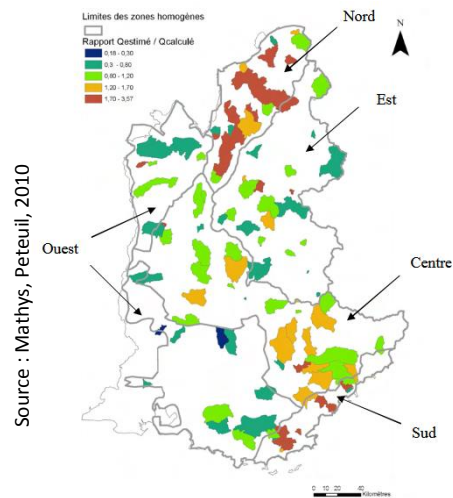 Limites des zones homogènes
Rapport Qestimé / Qcalculé
0,18 - 0,30
0,3 - 0,80
0,80 - 1,20
1,20 - 1,70
1,70 - 3,57
Nord
N
Est
Ouest
Centre
Sud
Source : Mathys, Peteuil, 2010
0 10 20 40
Kilomètres